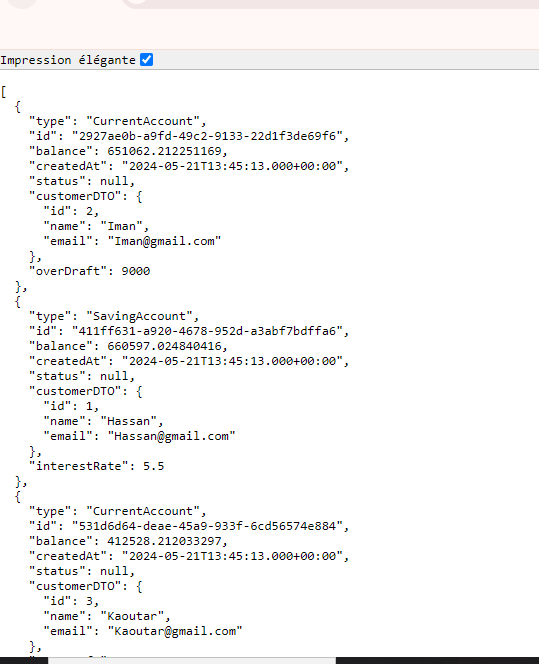 Impression élégante
[
{
"type": "CurrentAccount",
"id": "2927ae0b-a9fd-49c2-9133-22d1f3de69f6",
"balance": 651062.212251169,
"createdAt": "2024-05-21T13:45:13.000+00:00",
"status": null,
"customerDTO": {
"id": 2,
"name": "Iman",
"email": "Iman@gmail.com"
},
"overDraft": 9000
},
{
"type": "SavingAccount",
"id": "411ff631-a920-4678-952d-a3abf7bdffa6",
"balance": 660597.024840416,
"createdAt": "2024-05-21T13:45:13.000+00:00",
"status": null,
"customerDTO": {
"id": 1,
"name": "Hassan",
"email": "Hassan@gmail.com"
},
"interestRate": 5.5
},
{
"type": "CurrentAccount",
"id": "531d6d64-deae-45a9-933f-6cd56574e884",
"balance": 412528.212033297,
"createdAt": "2024-05-21T13:45:13.000+00:00",
"status": null,
"customerDTO": {
"id": 3,
"name": "Kaoutar",
"email": "Kaoutar@gmail.com"
},